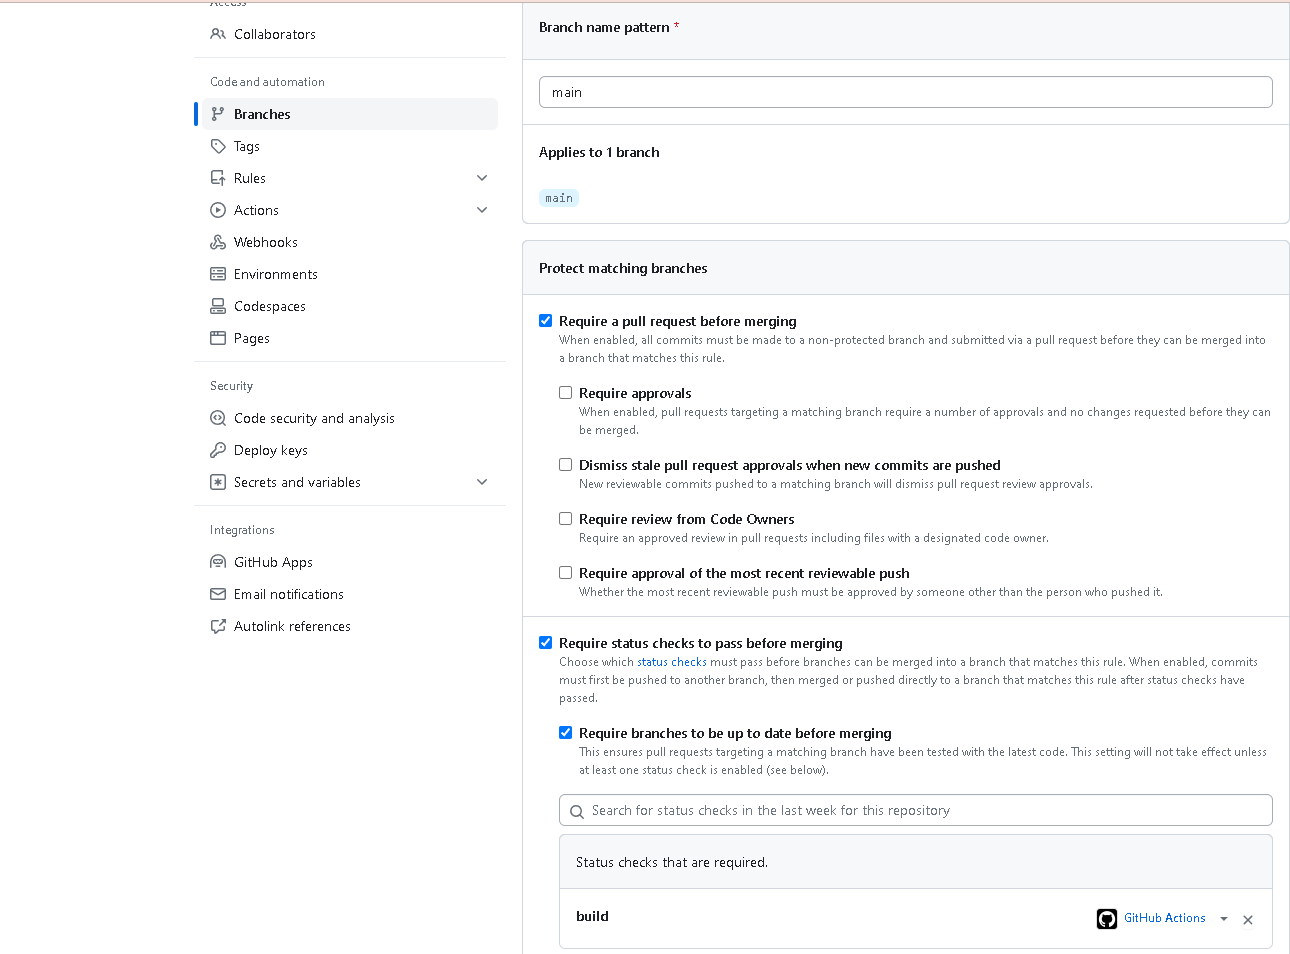 Access
Collaborators
Code and automation
Branches
Tags
Rules
Actions
Webhooks
Environments
Codespaces
Pages
Security
Code security and analysis
Deploy keys
Secrets and variables
Integrations
GitHub Apps
Email notifications
Autolink references
Branch name pattern *
main
Applies to 1 branch
main
Protect matching branches
Require a pull request before merging
When enabled, all commits must be made to a non-protected branch and submitted via a pull request before they can be merged into
a branch that matches this rule.
Require approvals
When enabled, pull requests targeting a matching branch require a number of approvals and no changes requested before they can
be merged.
Dismiss stale pull request approvals when new commits are pushed
New reviewable commits pushed to a matching branch will dismiss pull request review approvals.
Require review from Code Owners
Require an approved review in pull requests including files with a designated code owner.
Require approval of the most recent reviewable push
Whether the most recent reviewable push must be approved by someone other than the person who pushed it.
Require status checks to pass before merging
Choose which status checks must pass before branches can be merged into a branch that matches this rule. When enabled, commits
must first be pushed to another branch, then merged or pushed directly to a branch that matches this rule after status checks have
passed.
Require branches to be up to date before merging
This ensures pull requests targeting a matching branch have been tested with the latest code. This setting will not take effect unless
at least one status check is enabled (see below).
Search for status checks in the last week for this repository
Status checks that are required.
build
GitHub Actions